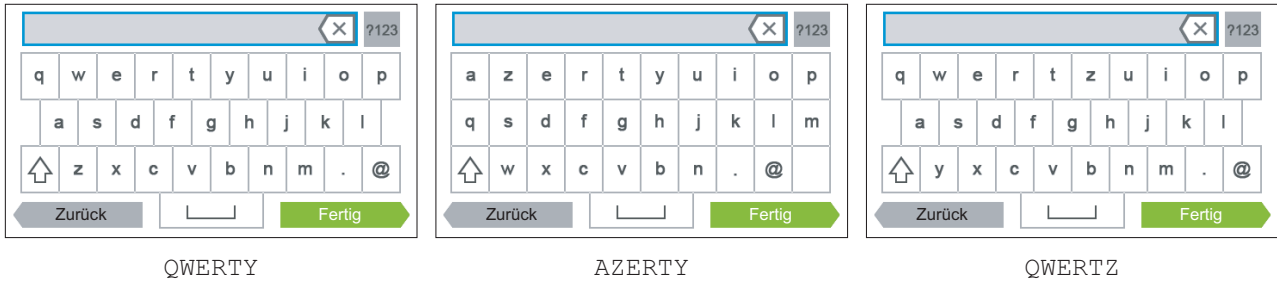 ?123
q w e r t y u i o p
a s d f g h j k l
z x c v b n m . @
Zurück Fertig
QWERTY
?123
a z e r t y u i o p
q s d f g h j k l m
w x c v b n . @
Zurück Fertig
AZERTY
?123
q w e r t z u i o p
a s d f g h j k l
y x c v b n m . @
Zurück Fertig
QWERTZ